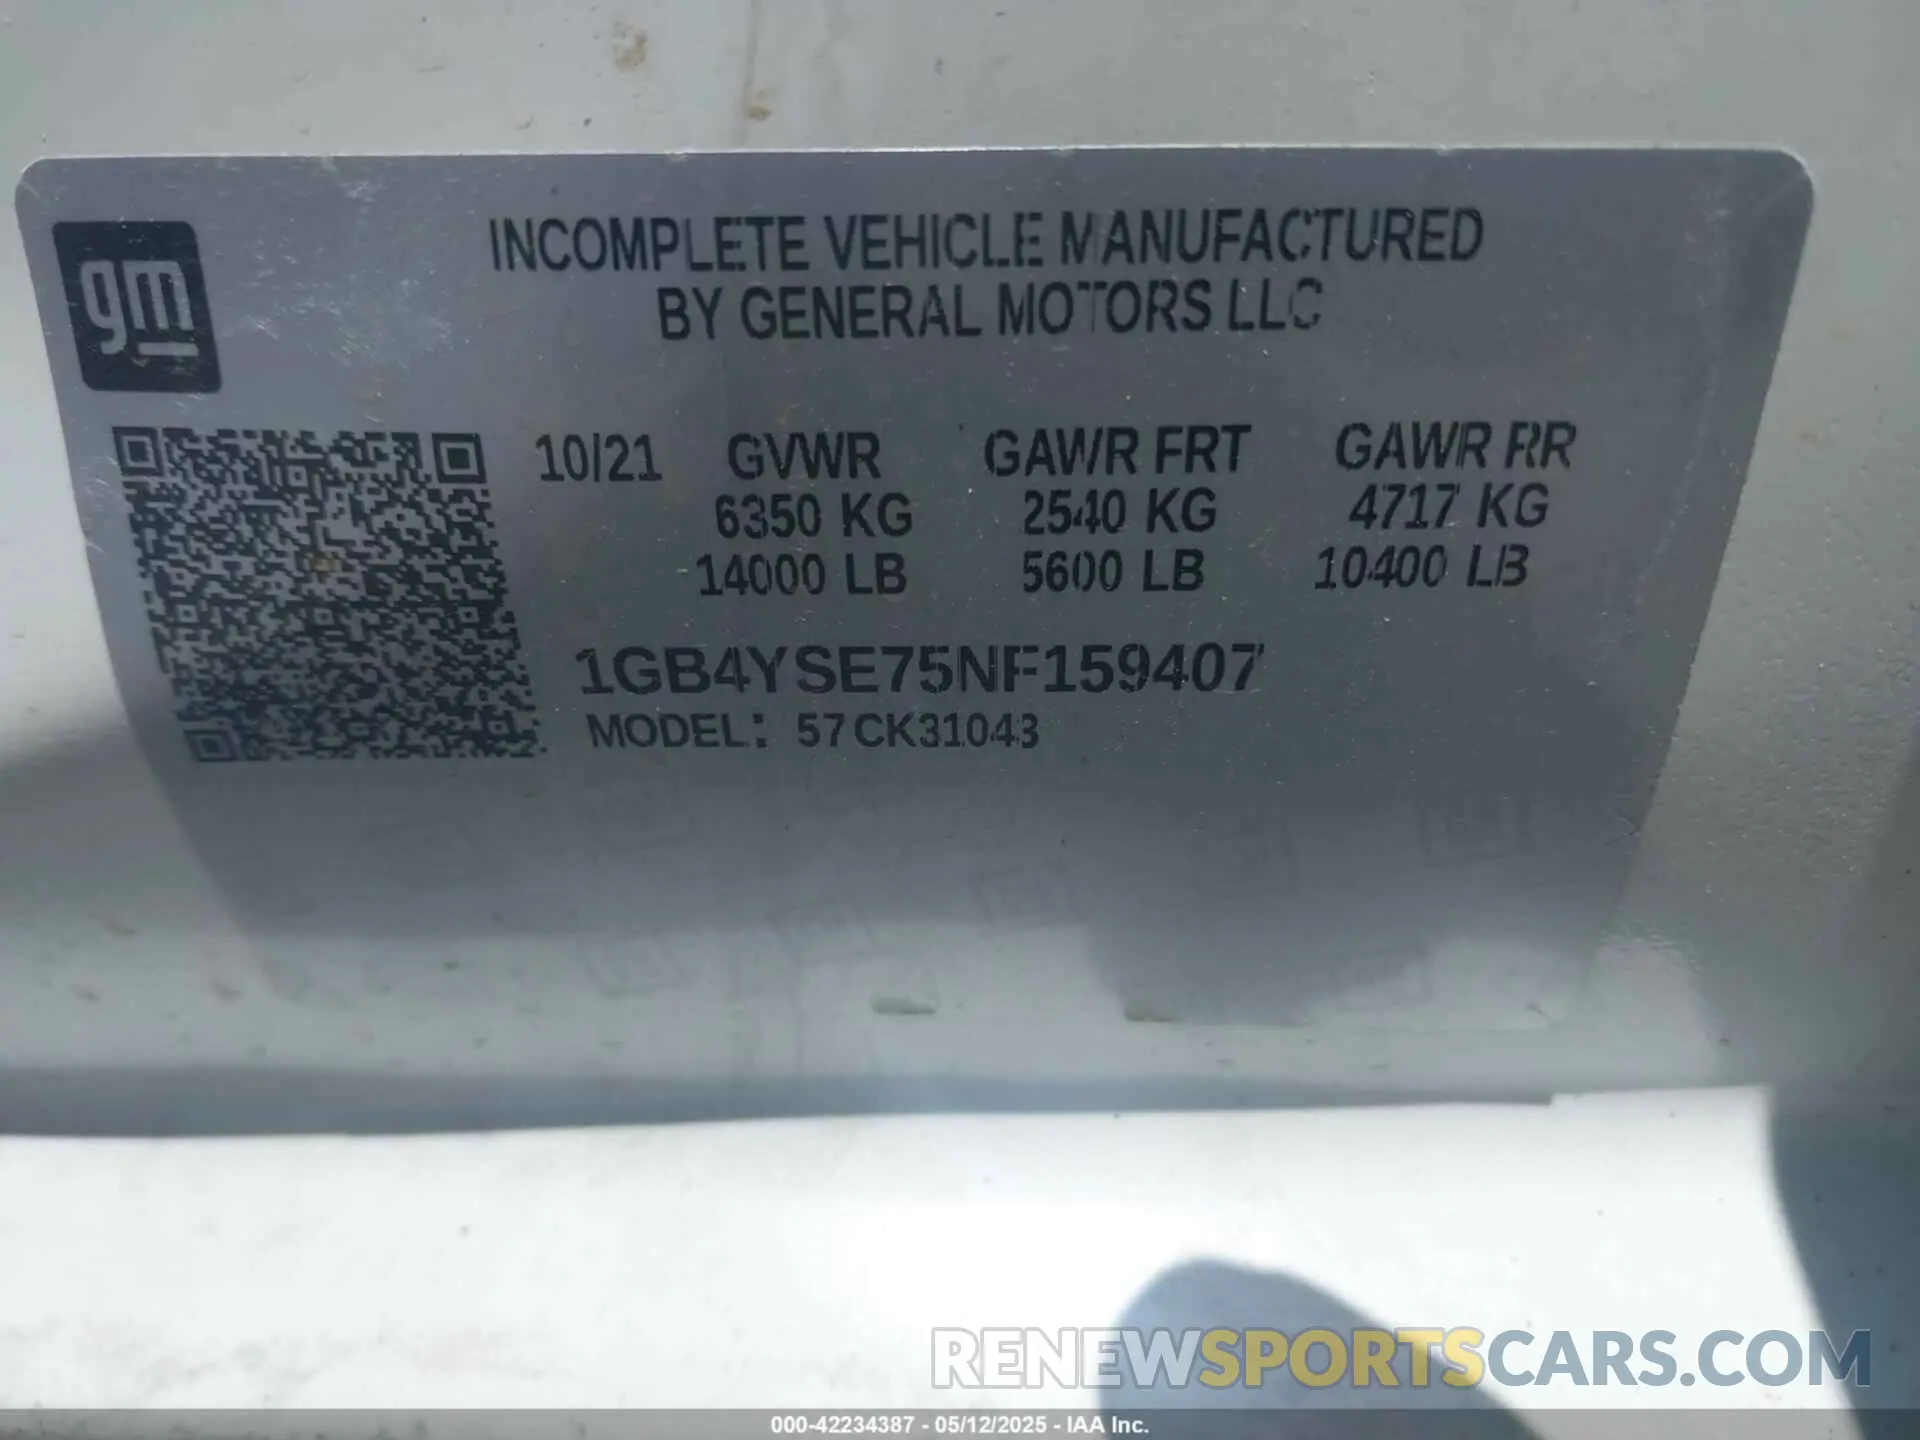 INCOMPLETE VEHICLE MANUFACTURED
BY GENERAL MOTORS LLC
gm
10/21 GVWR GAWR FRT GAWR RR
6350 KG 2540 KG 4717 KG
14000 LB 5600 LB 10400 LB
1GB4YSE75NF159407
MODEL: 57CK31043
RENEWSPORTSCARS.COM
000-42234387 - 05/12/2025 - IAA Inc.